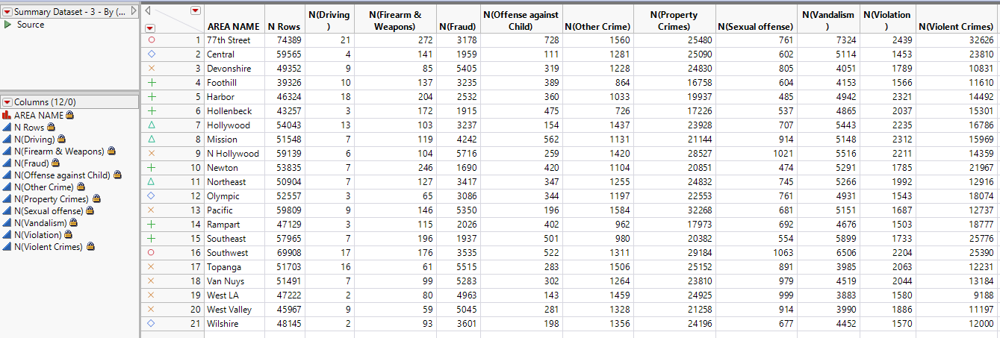 Summary Dataset - 3 - By (...
Source
Columns (12/0)
AREA NAME
N Rows
N(Driving)
N(Firearm & Weapons)
N(Fraud)
N(Offense against Child)
N(Other Crime)
N(Property Crimes)
N(Sexual offense)
N(Vandalism)
N(Violation)
N(Violent Crimes)
AREA NAME N Rows N(Driving) N(Firearm & Weapons) N(Fraud) N(Offense against Child) N(Other Crime) N(Property Crimes) N(Sexual offense) N(Vandalism) N(Violation) N(Violent Crimes)
1 77th Street 74389 21 272 3178 728 1560 25480 761 7324 2439 32626
2 Central 59565 4 141 1959 111 1281 25090 602 5114 1453 23810
3 Devonshire 49352 9 85 5405 319 1228 24830 805 4051 1789 10831
4 Foothill 39326 10 137 3235 389 864 16758 604 4153 1566 11610
5 Harbor 46324 18 204 2532 360 1033 19937 485 4942 2321 14492
6 Hollenbeck 43257 3 172 1915 475 726 17226 537 4865 2037 15301
7 Hollywood 54043 13 103 3237 154 1437 23928 707 5443 2235 16786
8 Mission 51548 7 119 4242 562 1131 21144 914 5148 2312 15969
9 N Hollywood 59139 6 104 5716 259 1420 28527 1021 5516 2211 14359
10 Newton 53835 7 246 1690 420 1104 20851 474 5291 1785 21967
11 Northeast 50904 7 127 3417 347 1255 24832 745 5266 1992 12916
12 Olympic 52557 3 65 3086 344 1197 22553 761 4931 1543 18074
13 Pacific 59809 9 146 5350 196 1584 32268 681 5151 1687 12737
14 Rampart 47129 3 115 2026 402 962 17973 692 4676 1503 18777
15 Southeast 57965 7 196 1937 501 980 20382 554 5899 1733 25776
16 Southwest 69908 17 176 3535 522 1311 29184 1063 6506 2204 25390
17 Topanga 51703 16 61 5515 283 1506 25152 891 3985 2063 12231
18 Van Nuys 51491 7 99 5283 302 1264 23810 979 4519 2044 13184
19 West LA 47222 2 80 4963 143 1459 24925 999 3883 1580 9188
20 West Valley 45967 9 59 5045 281 1328 21258 914 3990 1886 11197
21 Wilshire 48145 2 93 3601 198 1356 24196 677 4452 1570 12000